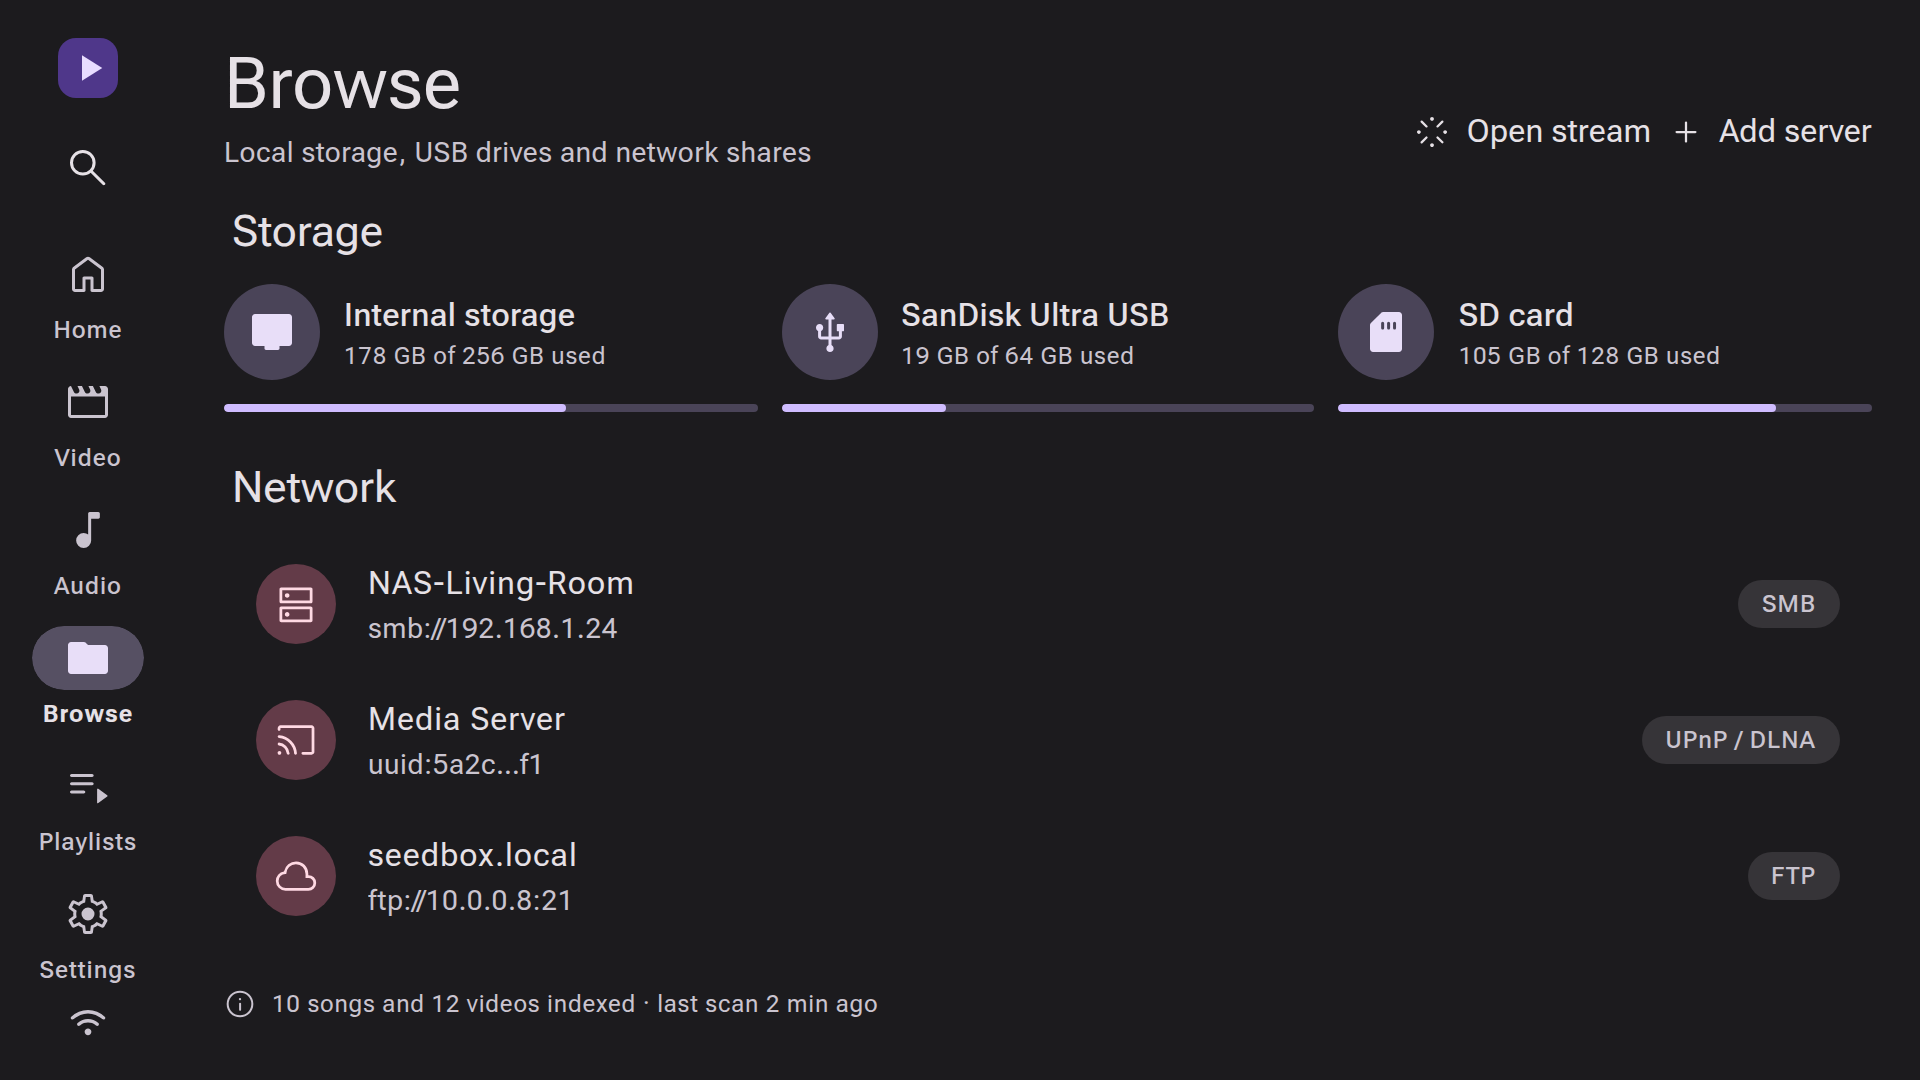 Browse
Local storage, USB drives and network shares
Open stream
Add server
Storage
Internal storage
178 GB of 256 GB used
SanDisk Ultra USB
19 GB of 64 GB used
SD card
105 GB of 128 GB used
Network
NAS-Living-Room
smb://192.168.1.24
SMB
Media Server
uuid:5a2c...f1
UPnP / DLNA
seedbox.local
ftp://10.0.0.8:21
FTP
10 songs and 12 videos indexed · last scan 2 min ago
Home
Video
Audio
Browse
Playlists
Settings